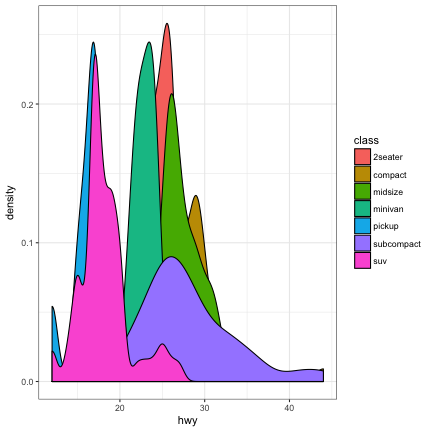 density
0.2
0.1
0.0
20
30
40
hwy
class
2seater
compact
midsize
minivan
pickup
subcompact
suv